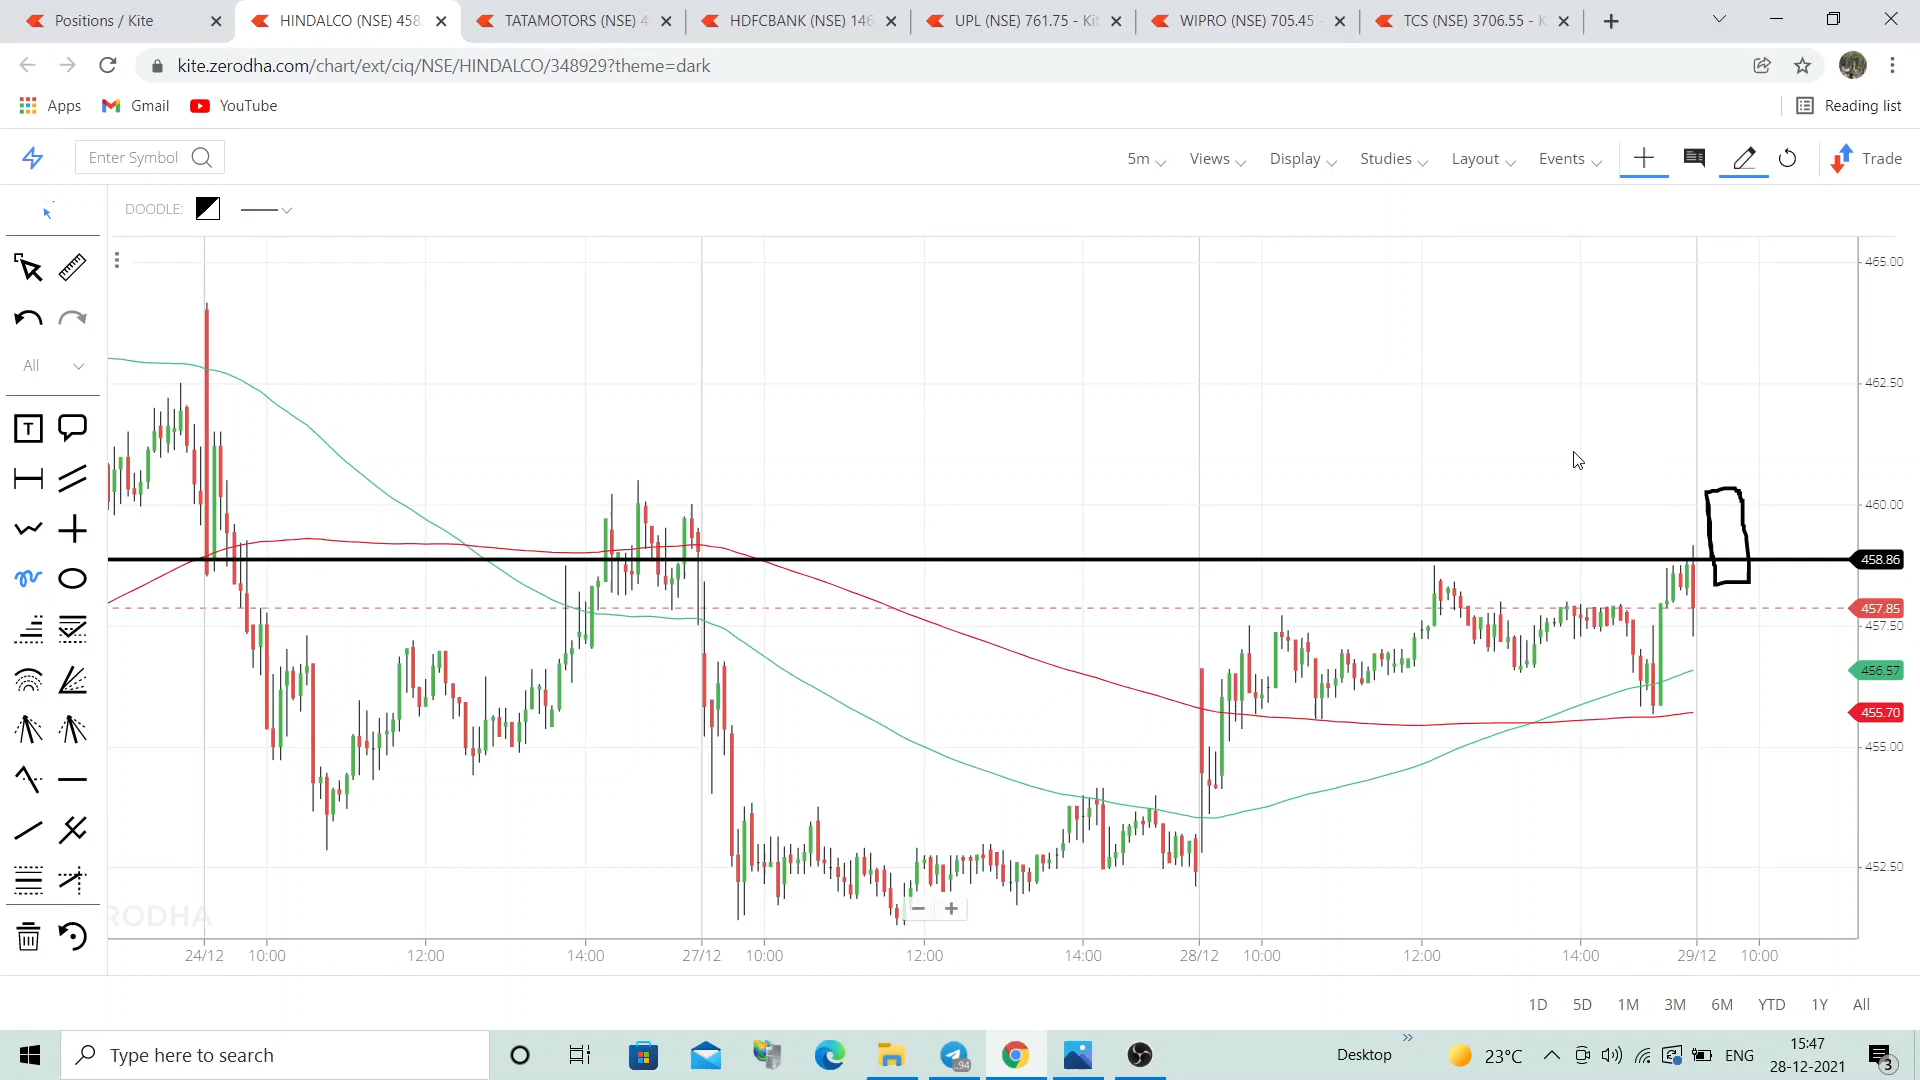 Positions / Kite
HINDALCO (NSE) 458.
TATAMOTORS (NSE) 4
HDFCBANK (NSE) 146
UPL (NSE) 761.75 - Kit
WIPRO (NSE) 705.45 -
TCS (NSE) 3706.55 - K
kite.zerodha.com/chart/ext/ciq/NSE/HINDALCO/348929?theme=dark
Apps
Gmail
YouTube
Reading list
Enter Symbol
5m
Views
Display
Studies
Layout
Events
Trade
DOODLE:
All
T
465.00
462.50
460.00
458.86
457.85
457.50
456.57
455.70
455.00
452.50
RODHA
24/12 10:00 12:00 14:00 27/12 10:00 12:00 14:00 28/12 10:00 12:00 14:00 29/12 10:00
1D 5D 1M 3M 6M YTD 1Y All
Type here to search
94
Desktop
23°C
ENG
15:47
28-12-2021
3